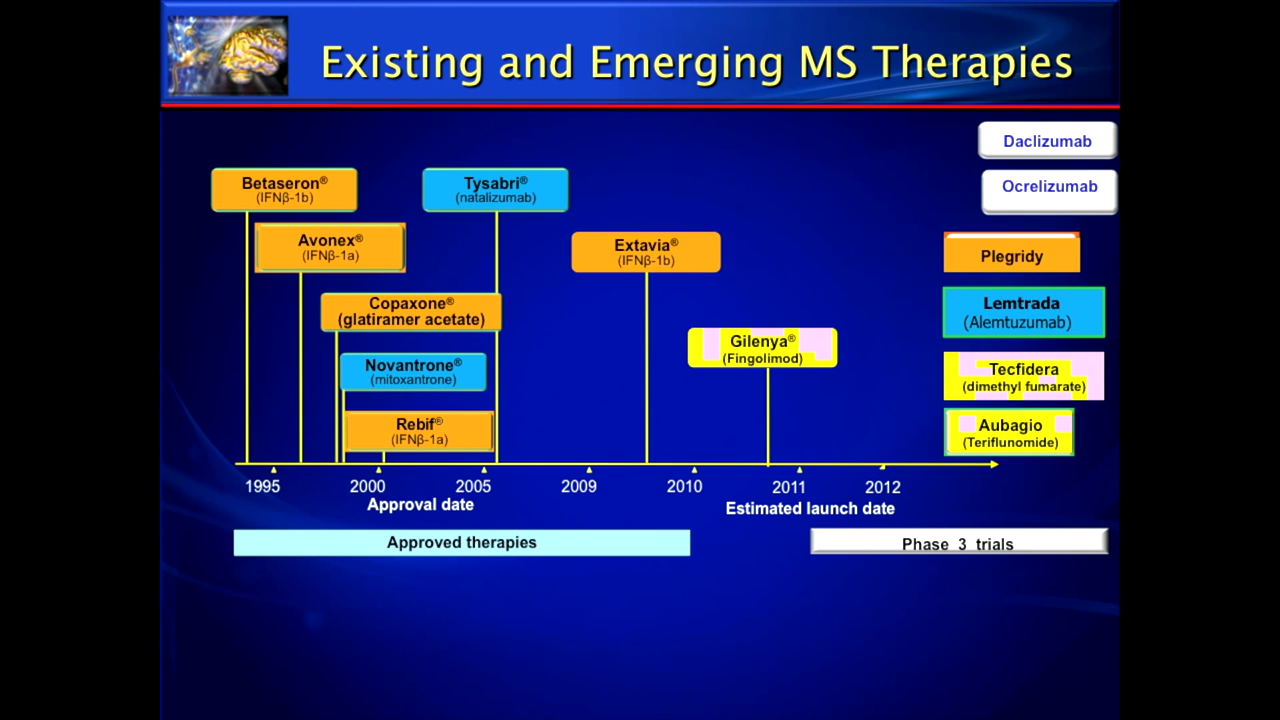 Existing and Emerging MS Therapies
Daclizumab
Ocrelizumab
Betaseron®
(IFNβ-1b)
Tysabri®
(natalizumab)
Avonex®
(IFNβ-1a)
Extavia®
(IFNβ-1b)
Plegridy
Copaxone®
(glatiramer acetate)
Lemtrada
(Alemtuzumab)
Gilenya®
(Fingolimod)
Novantrone®
(mitoxantrone)
Tecfidera
(dimethyl fumarate)
Rebif®
(IFNβ-1a)
Aubagio
(Teriflunomide)
1995 2000 2005 2009 2010 2011 2012
Approval date Estimated launch date
Approved therapies Phase 3 trials